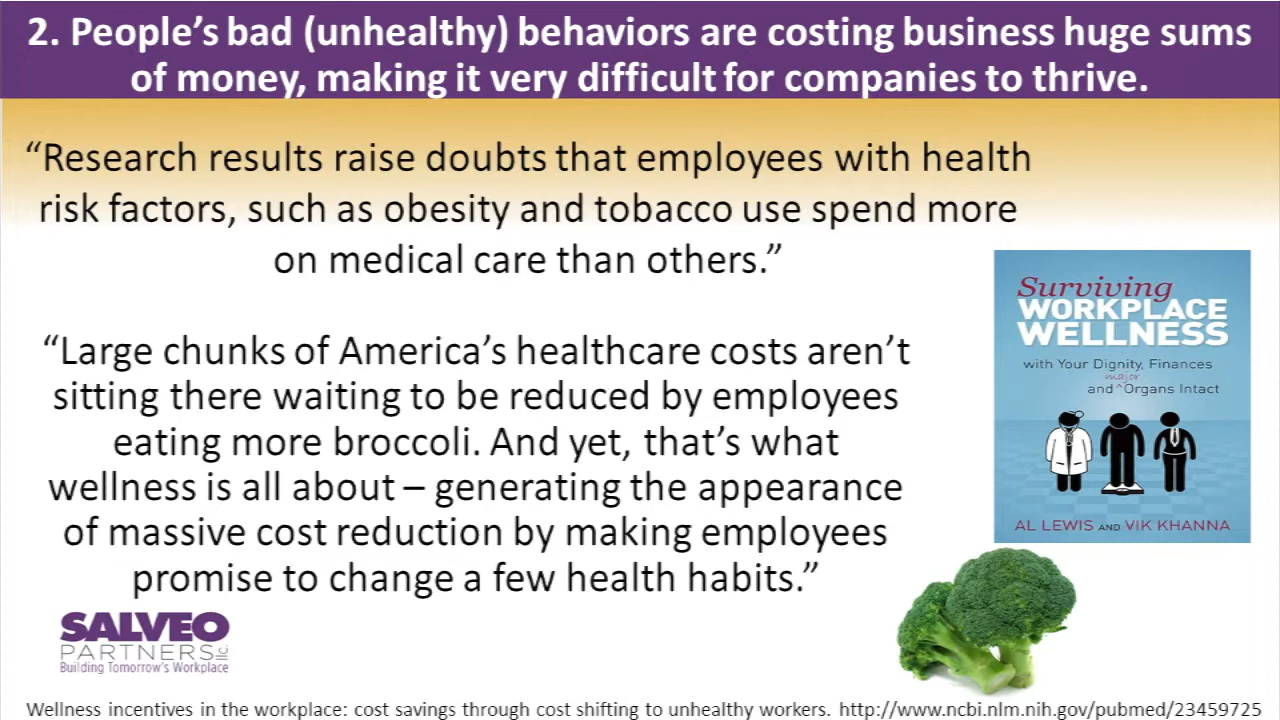 2. People's bad (unhealthy) behaviors are costing business huge sums
of money, making it very difficult for companies to thrive.
“Research results raise doubts that employees with health
risk factors, such as obesity and tobacco use spend more
on medical care than others.”
“Large chunks of America’s healthcare costs aren’t
sitting there waiting to be reduced by employees
eating more broccoli. And yet, that’s what
wellness is all about – generating the appearance
of massive cost reduction by making employees
promise to change a few health habits.”
Surviving
WORKPLACE
WELLNESS
with Your Dignity, Finances
major
and ^ Organs Intact
AL LEWIS AND VIK KHANNA
SALVEO
PARTNERS LLC.
Building Tomorrow's Workplace
Wellness incentives in the workplace: cost savings through cost shifting to unhealthy workers. http://www.ncbi.nlm.nih.gov/pubmed/23459725